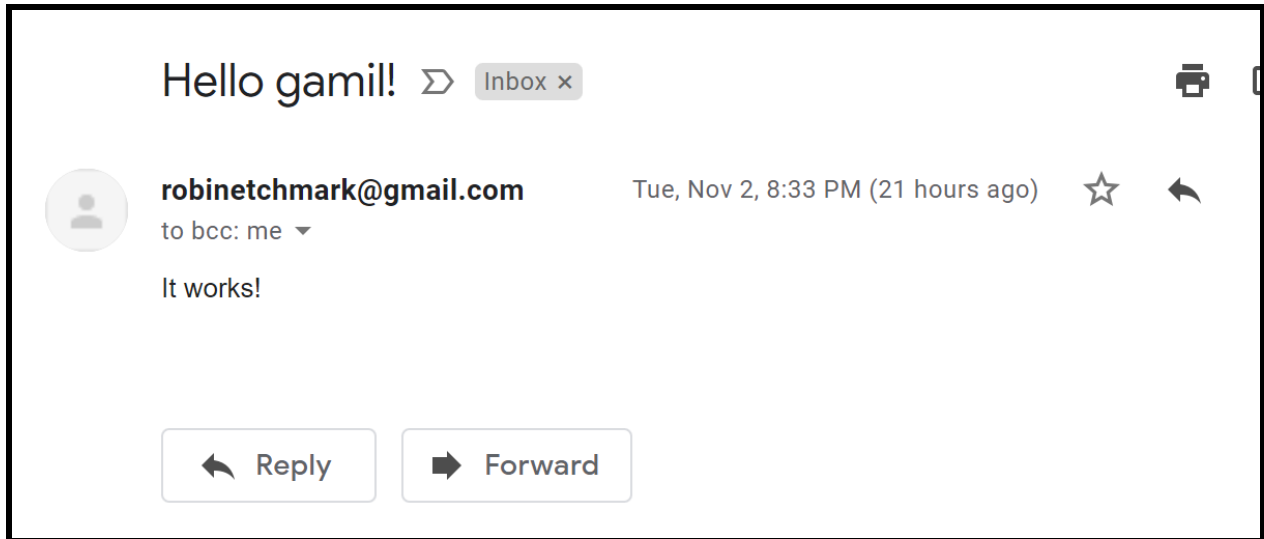 Hello gamil! Inbox ×
robinetchmark@gmail.com Tue, Nov 2, 8:33 PM (21 hours ago)
to bcc: me
It works!
Reply Forward